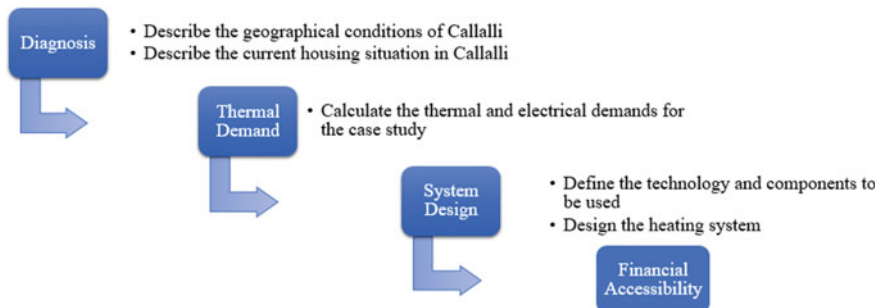 Diagnosis
• Describe the geographical conditions of Callalli
• Describe the current housing situation in Callalli
Thermal
Demand
• Calculate the thermal and electrical demands for
the case study
System
Design
• Define the technology and components to
be used
• Design the heating system
Financial
Accessibility